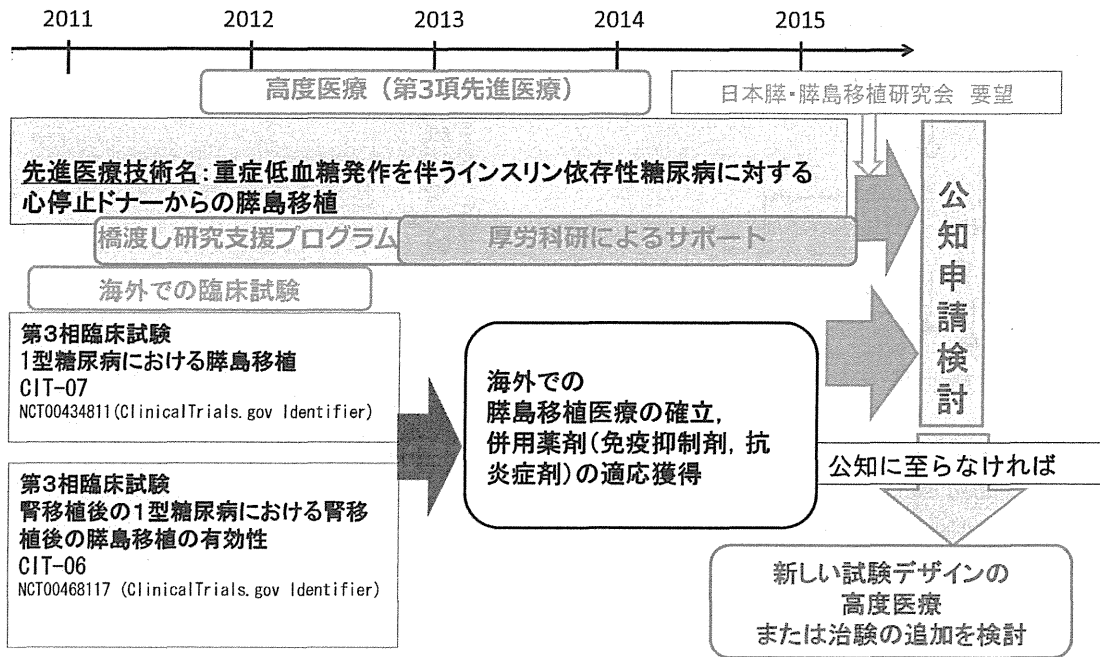 2011
2012
2013
2014
2015
高度医療（第3項先進医療）
日本膵・膵島移植研究会 要望
先進医療技術名：重症低血糖発作を伴うインスリン依存性糖尿病に対する
心停止ドナーからの膵島移植
橋渡し研究支援プログラム
厚労科研によるサポート
海外での臨床試験
第3相臨床試験
1型糖尿病における膵島移植
CIT-07
NCT00434811(ClinicalTrials.gov Identifier)
第3相臨床試験
腎移植後の1型糖尿病における腎移
植後の膵島移植の有効性
CIT-06
NCT00468117 (ClinicalTrials.gov Identifier)
海外での
膵島移植医療の確立，
併用薬剤（免疫抑制剤，抗
炎症剤）の適応獲得
公知申請検討
公知に至らなければ
新しい試験デザインの
高度医療
または治験の追加を検討